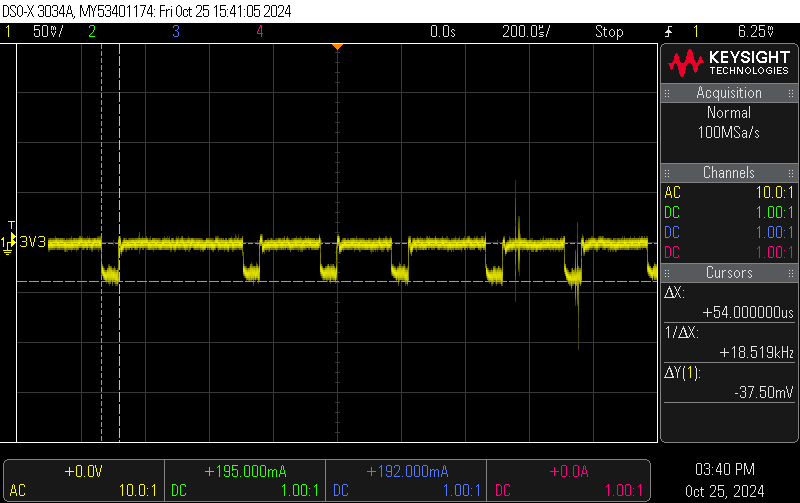 DSO-X 3034A, MY53401174: Fri Oct 25 15:41:05 2024
1 50mV/ 2 3 4 0.0s 200.0us/ Stop 1 6.25mV
KEYSIGHT
TECHNOLOGIES
Acquisition
Normal
100MSa/s
Channels
AC 10.0:1
DC 1.00:1
DC 1.00:1
DC 1.00:1
Cursors
ΔX:
+54.000000us
1/ΔX:
+18.519kHz
ΔY(1):
-37.50mV
T
1 3V3
+0.0V +195.000mA +192.000mA +0.0A
AC 10.0:1 DC 1.00:1 DC 1.00:1 DC 1.00:1
03:40 PM
Oct 25, 2024